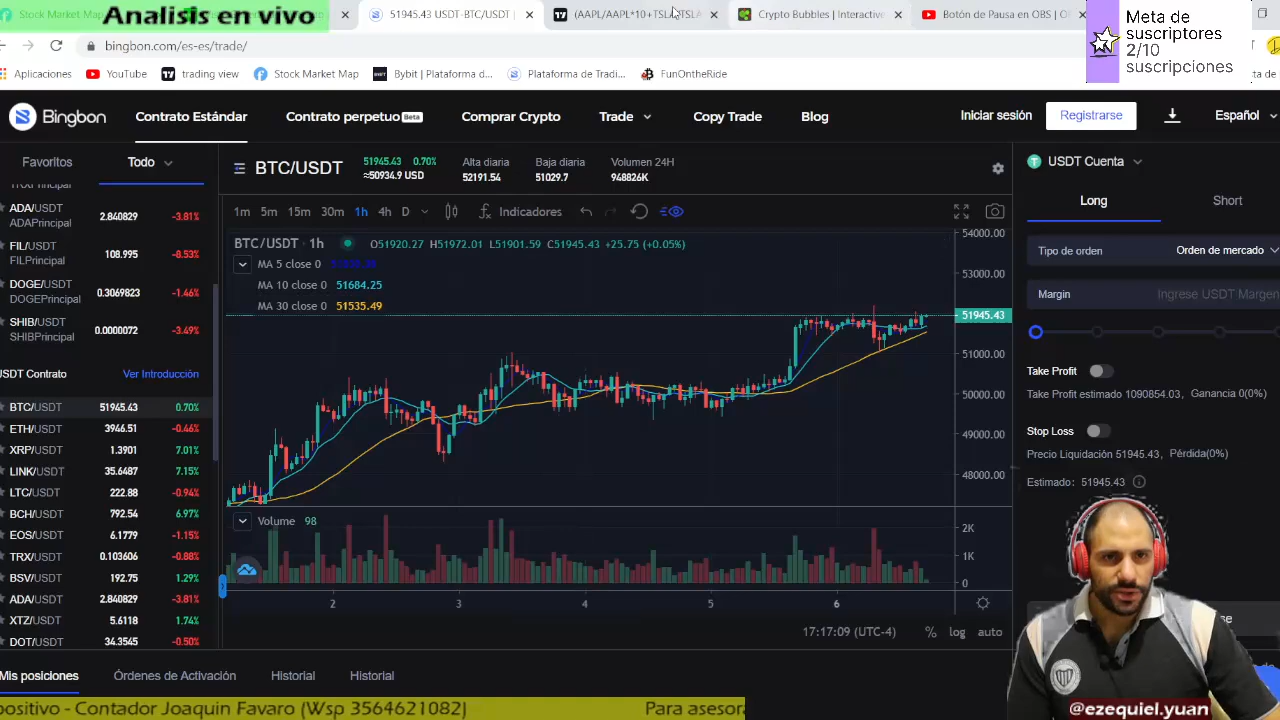 Analisis en vivo
Stock Market Map
51945.43 USDT-BTC/USDT |
(AAPL/AAPL*10+TSLA/TSLA
Crypto Bubbles | Interactive
Botón de Pausa en OBS | O
Meta de
suscriptores
2/10
suscripciones
bingbon.com/es-es/trade/
Aplicaciones
YouTube
trading view
Stock Market Map
Bybit | Plataforma d...
Plataforma de Tradi...
FunOntheRide
Bingbon
Contrato Estándar
Contrato perpetuo Beta
Comprar Crypto
Trade
Copy Trade
Blog
Iniciar sesión
Registrarse
Español
Favoritos
Todo
ADA/USDT 2.840829 -3.81%
ADAPrincipal
FIL/USDT 108.995 -8.53%
FILPrincipal
DOGE/USDT 0.3069823 -1.46%
DOGEPrincipal
SHIB/USDT 0.0000072 -3.49%
SHIBPrincipal
USDT Contrato Ver Introducción
BTC/USDT 51945.43 0.70%
ETH/USDT 3946.51 -0.46%
XRP/USDT 1.3901 7.01%
LINK/USDT 35.6487 7.15%
LTC/USDT 222.88 -0.94%
BCH/USDT 792.54 6.97%
EOS/USDT 6.1779 -1.15%
TRX/USDT 0.103606 -0.88%
BSV/USDT 192.75 1.29%
ADA/USDT 2.840829 -3.81%
XTZ/USDT 5.6118 1.74%
DOT/USDT 34.3545 -0.50%
BTC/USDT
51945.43 0.70%
≈50934.9 USD
Alta diaria
52191.54
Baja diaria
51029.7
Volumen 24H
948826K
1m 5m 15m 30m 1h 4h D
Indicadores
BTC/USDT · 1h
O51920.27 H51972.01 L51901.59 C51945.43 +25.75 (+0.05%)
MA 5 close 0
MA 10 close 0 51684.25
MA 30 close 0 51535.49
54000.00
53000.00
51945.43
51000.00
50000.00
49000.00
48000.00
Volume 98
2K
1K
0
2 3 4 5 6
17:17:09 (UTC-4)
% log auto
USDT Cuenta
Long
Short
Tipo de orden Orden de mercado
Margin Ingrese USDT Margen
Take Profit
Take Profit estimado 1090854.03, Ganancia 0(0%)
Stop Loss
Precio Liquidación 51945.43, Pérdida(0%)
Estimado: 51945.43
Mis posiciones
Órdenes de Activación
Historial
Historial
positivo - Contador Joaquin Favaro (Wsp 3564621082)
Para asesora
@ezequiel.yuan